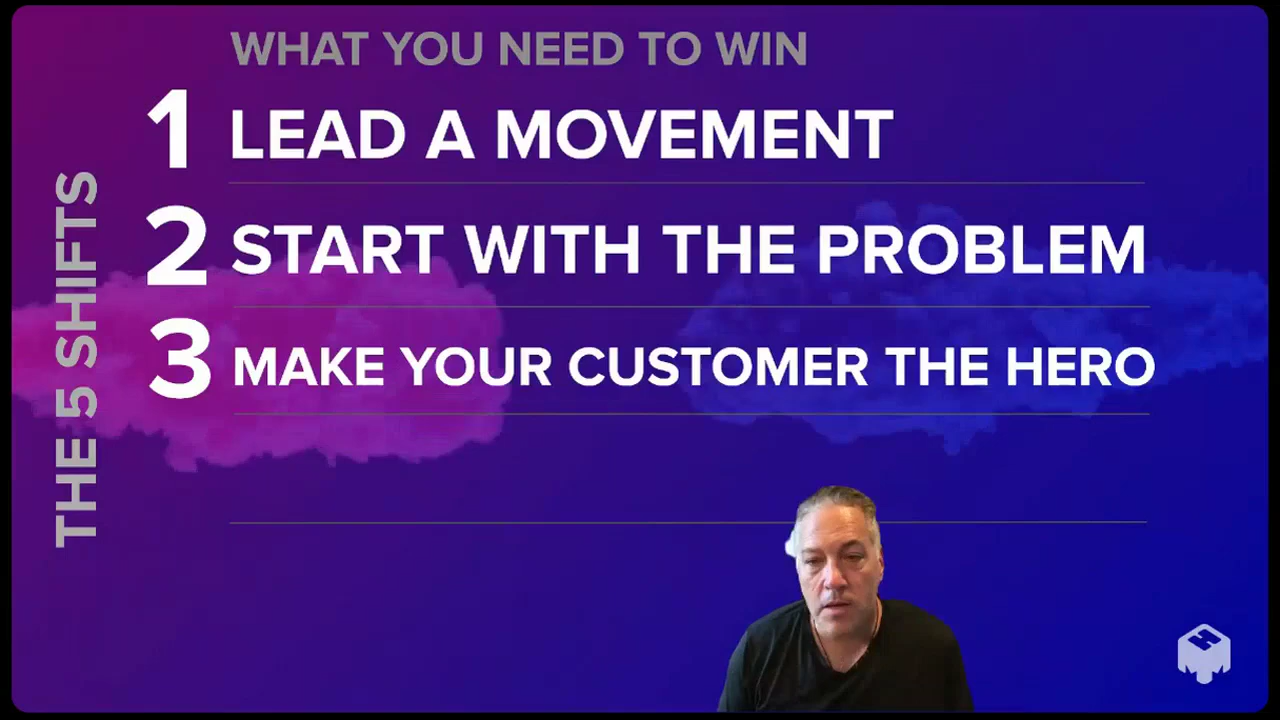 WHAT YOU NEED TO WIN
1 LEAD A MOVEMENT
2 START WITH THE PROBLEM
3 MAKE YOUR CUSTOMER THE HERO
THE 5 SHIFTS